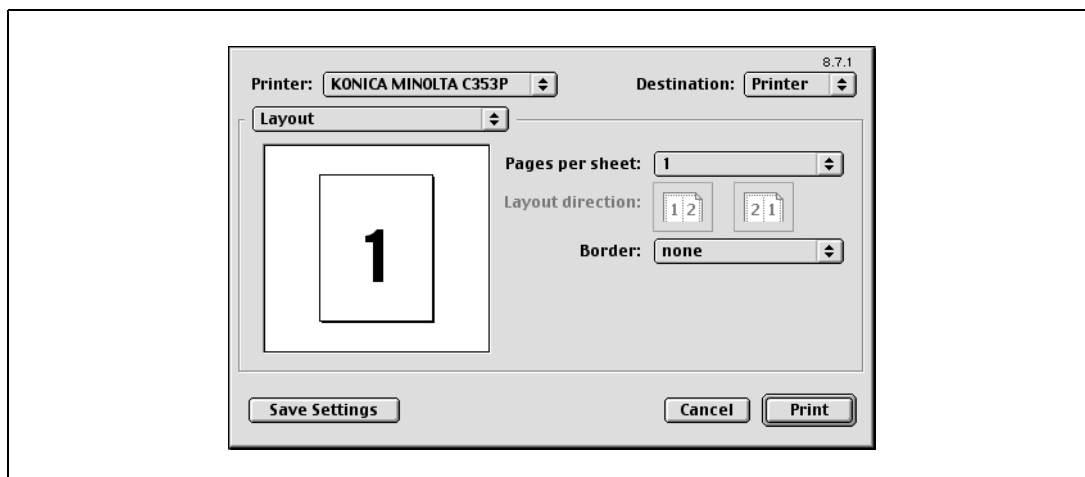 8.7.1
Printer: KONICA MINOLTA C353P Destination: Printer
Layout
Pages per sheet: 1
Layout direction: 1 2 2 1
1
Border: none
Save Settings Cancel Print